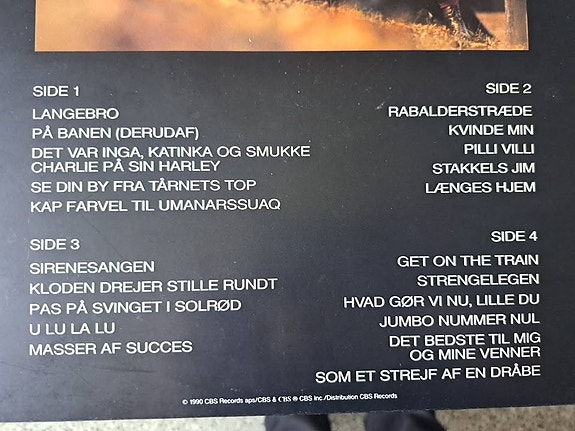 SIDE 1
LANGEBRO
PÅ BANEN (DERUDAF)
DET VAR INGA, KATINKA OG SMUKKE
CHARLIE PÅ SIN HARLEY
SE DIN BY FRA TÅRNETS TOP
KAP FARVEL TIL UMANARSSUAQ
SIDE 2
RABALDERSTRÆDE
KVINDE MIN
PILLI VILLI
STAKKELS JIM
LÆNGES HJEM
SIDE 3
SIRENESANGEN
KLODEN DREJER STILLE RUNDT
PAS PÅ SVINGET I SOLRØD
U LU LA LU
MASSER AF SUCCES
SIDE 4
GET ON THE TRAIN
STRENGELEGEN
HVAD GØR VI NU, LILLE DU
JUMBO NUMMER NUL
DET BEDSTE TIL MIG
OG MINE VENNER
SOM ET STREJF AF EN DRÅBE
© 1990 CBS Records aps/CBS & CBS ® CBS Inc./Distribution CBS Records